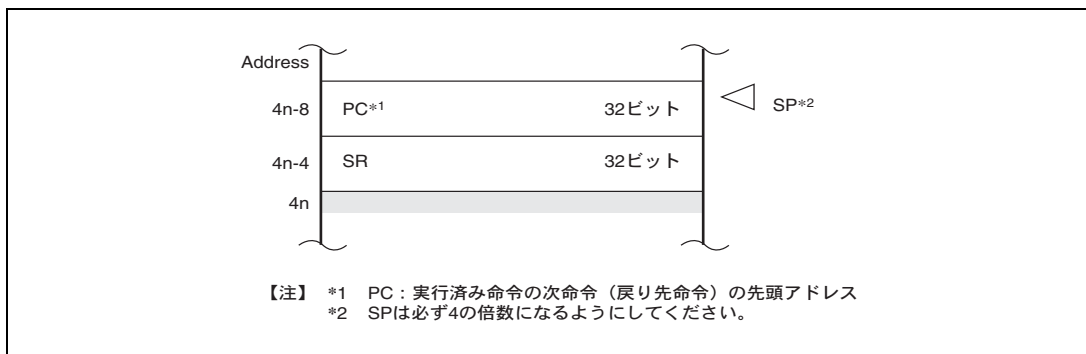 Address
4n-8 PC*1 32ビット SP*2
4n-4 SR 32ビット
4n
【注】 *1 PC：実行済み命令の次命令（戻り先命令）の先頭アドレス
*2 SPは必ず4の倍数になるようにしてください。